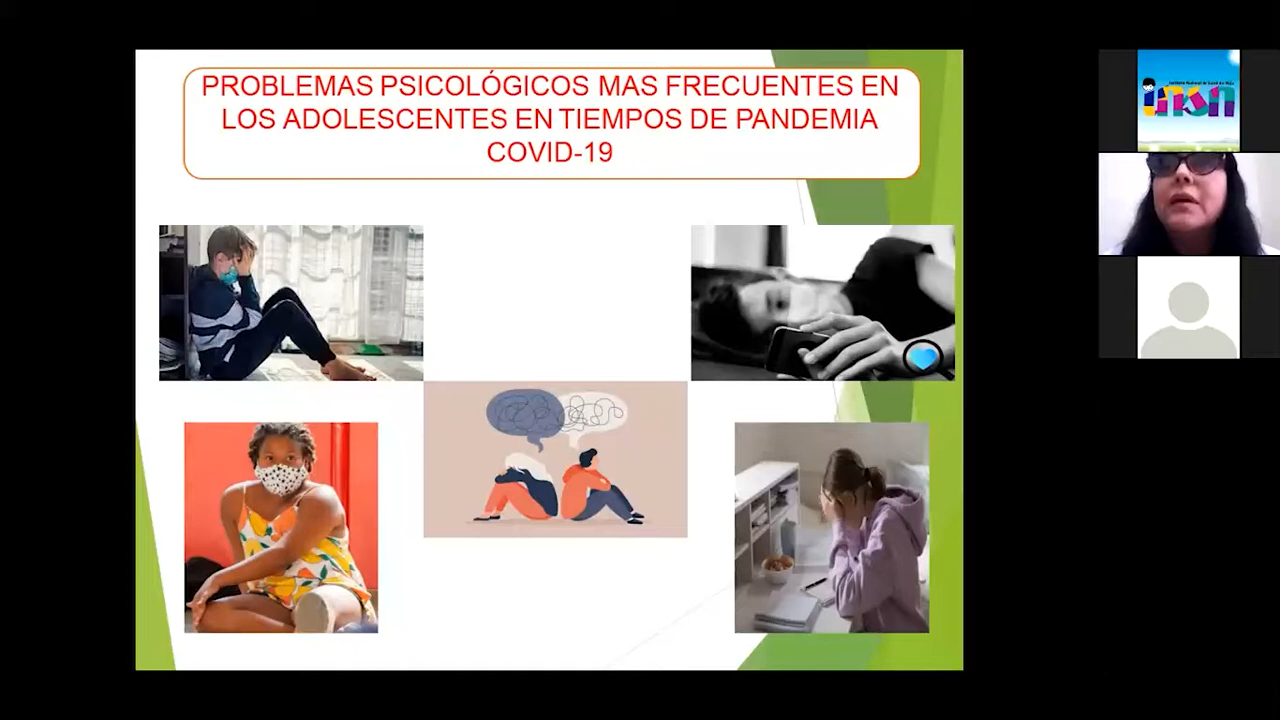 PROBLEMAS PSICOLÓGICOS MAS FRECUENTES EN
LOS ADOLESCENTES EN TIEMPOS DE PANDEMIA
COVID-19
insn